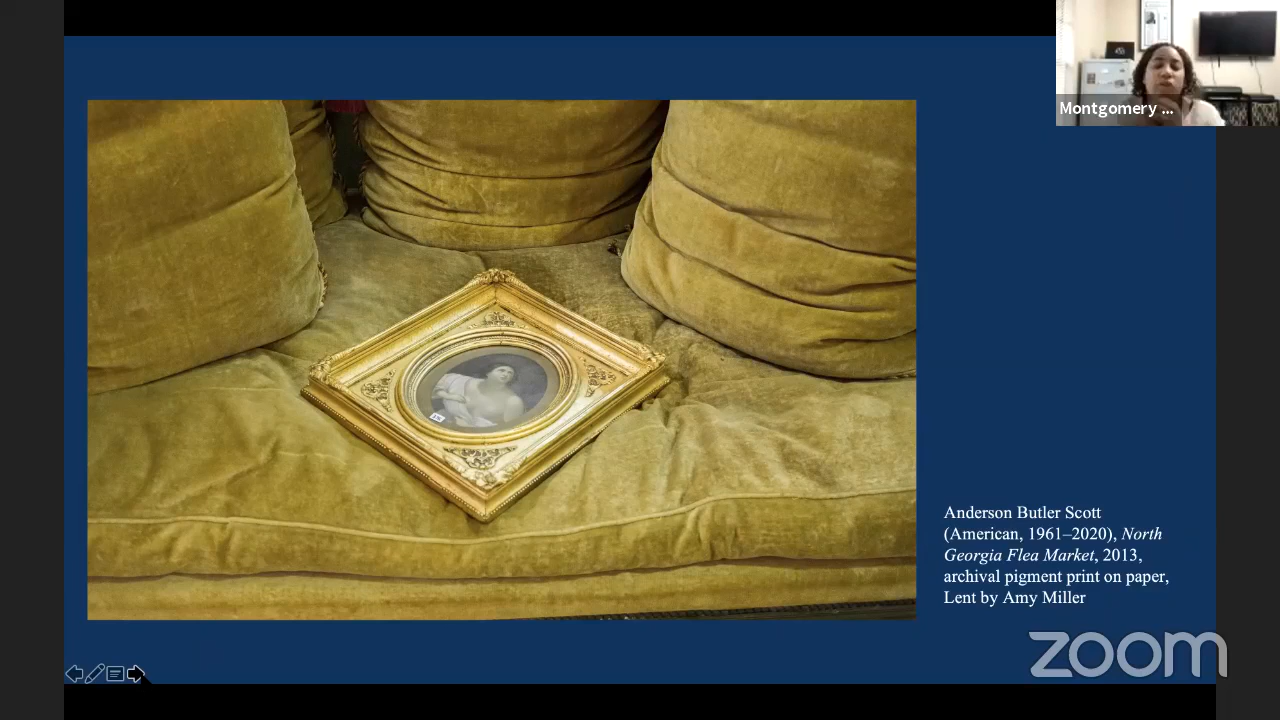 Montgomery ...
Anderson Butler Scott
(American, 1961–2020), North
Georgia Flea Market, 2013,
archival pigment print on paper,
Lent by Amy Miller
zoom